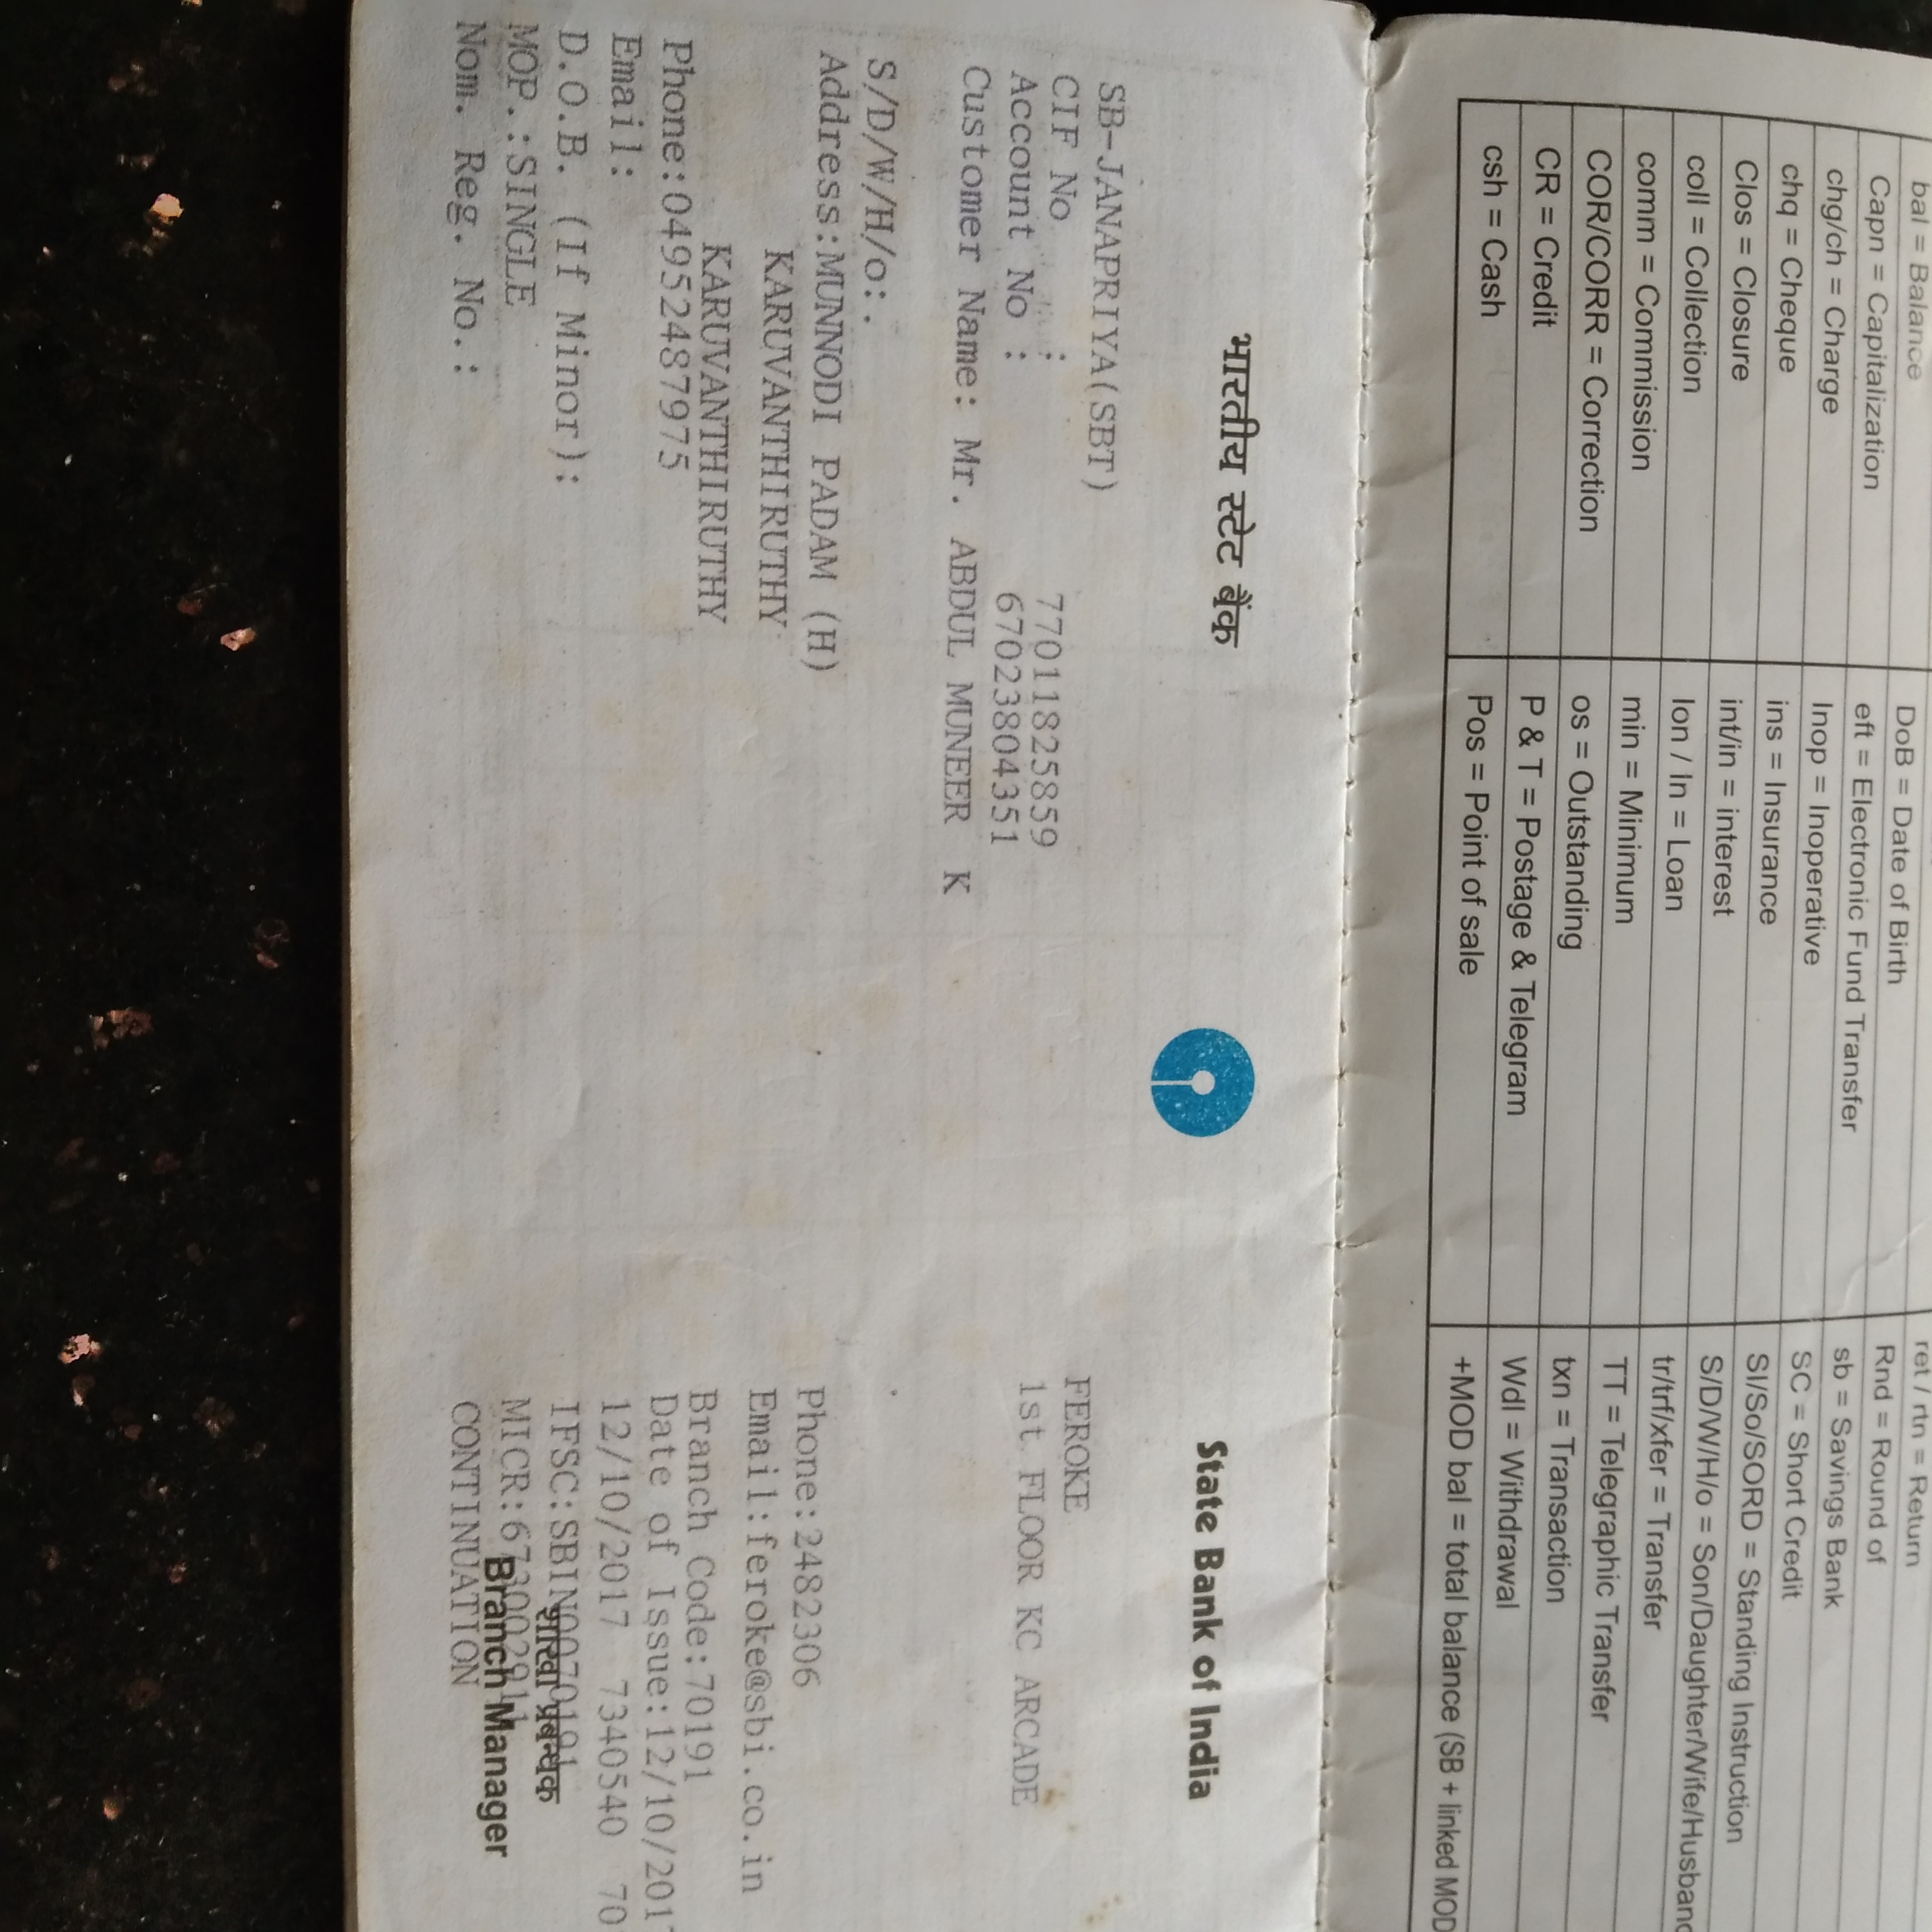 bal = Balance
Capn = Capitalization
chg/ch = Charge
chq = Cheque
Clos = Closure
coll = Collection
comm = Commission
COR/CORR = Correction
CR = Credit
csh = Cash
DoB = Date of Birth
eft = Electronic Fund Transfer
Inop = Inoperative
ins = Insurance
int/in = interest
lon / ln = Loan
min = Minimum
os = Outstanding
P & T = Postage & Telegram
Pos = Point of sale
ret / rtn = Return
Rnd = Round of
sb = Savings Bank
SC = Short Credit
SI/So/SORD = Standing Instruction
S/D/W/H/o = Son/Daughter/Wife/Husband
tr/trf/xfer = Transfer
TT = Telegraphic Transfer
txn = Transaction
Wdl = Withdrawal
+MOD bal = total balance (SB + linked MOD
भारतीय स्टेट बैंक
State Bank of India
SB-JANAPRIYA(SBT)
CIF No : 77011825859
Account No : 67023804351
Customer Name: Mr. ABDUL MUNEER K
S/D/W/H/o:.
Address:MUNNODI PADAM (H)
KARUVANTHIRUTHY
KARUVANTHIRUTHY
Phone:04952487975
Email:
D.O.B. (If Minor):
MOP.:SINGLE
Nom. Reg. No.:
FEROKE
1st FLOOR KC ARCADE
Phone:2482306
Email:feroke@sbi.co.in
Branch Code:70191
Date of Issue:12/10/201
12/10/2017 7340540 70
IFSC:SBIN0070191
शाखा प्रबन्धक
Branch Manager
CONTINUATION